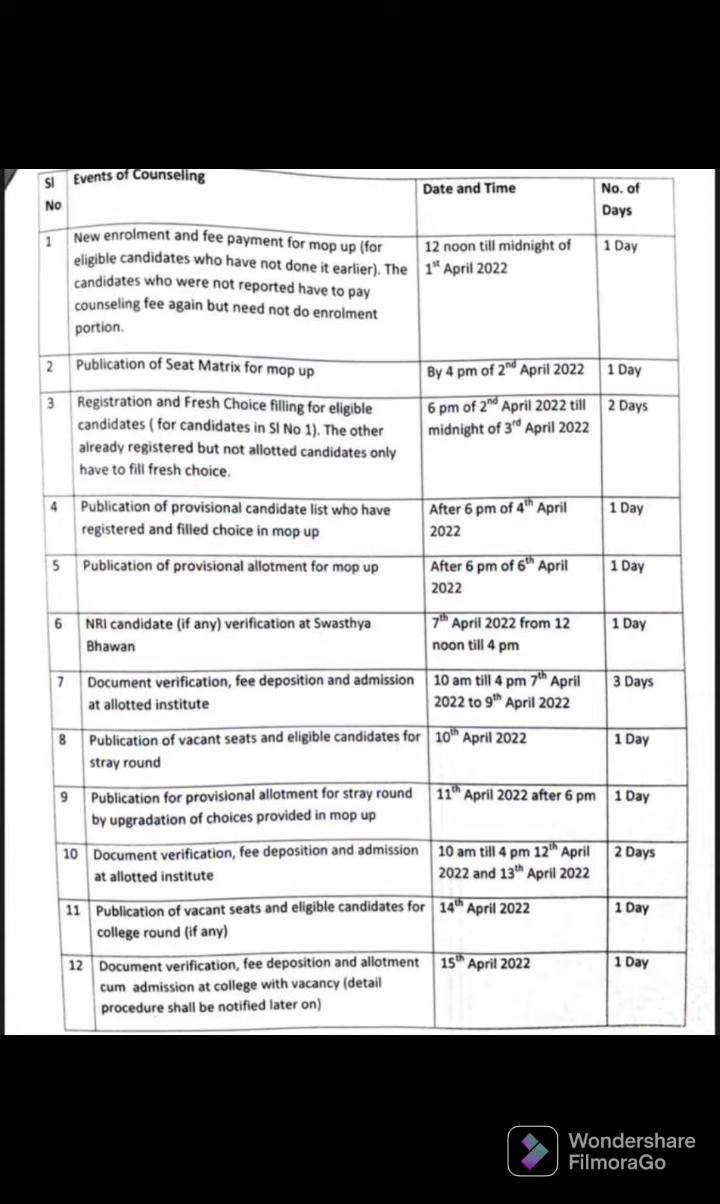 Sl No
Events of Counseling
Date and Time
No. of Days
1
New enrolment and fee payment for mop up (for
eligible candidates who have not done it earlier). The
candidates who were not reported have to pay
counseling fee again but need not do enrolment
portion.
12 noon till midnight of
1st April 2022
1 Day
2
Publication of Seat Matrix for mop up
By 4 pm of 2nd April 2022
1 Day
3
Registration and Fresh Choice filling for eligible
candidates ( for candidates in Sl No 1). The other
already registered but not allotted candidates only
have to fill fresh choice.
6 pm of 2nd April 2022 till
midnight of 3rd April 2022
2 Days
4
Publication of provisional candidate list who have
registered and filled choice in mop up
After 6 pm of 4th April
2022
1 Day
5
Publication of provisional allotment for mop up
After 6 pm of 6th April
2022
1 Day
6
NRI candidate (if any) verification at Swasthya
Bhawan
7th April 2022 from 12
noon till 4 pm
1 Day
7
Document verification, fee deposition and admission
at allotted institute
10 am till 4 pm 7th April
2022 to 9th April 2022
3 Days
8
Publication of vacant seats and eligible candidates for
stray round
10th April 2022
1 Day
9
Publication for provisional allotment for stray round
by upgradation of choices provided in mop up
11th April 2022 after 6 pm
1 Day
10
Document verification, fee deposition and admission
at allotted institute
10 am till 4 pm 12th April
2022 and 13th April 2022
2 Days
11
Publication of vacant seats and eligible candidates for
college round (if any)
14th April 2022
1 Day
12
Document verification, fee deposition and allotment
cum admission at college with vacancy (detail
procedure shall be notified later on)
15th April 2022
1 Day
Wondershare
FilmoraGo